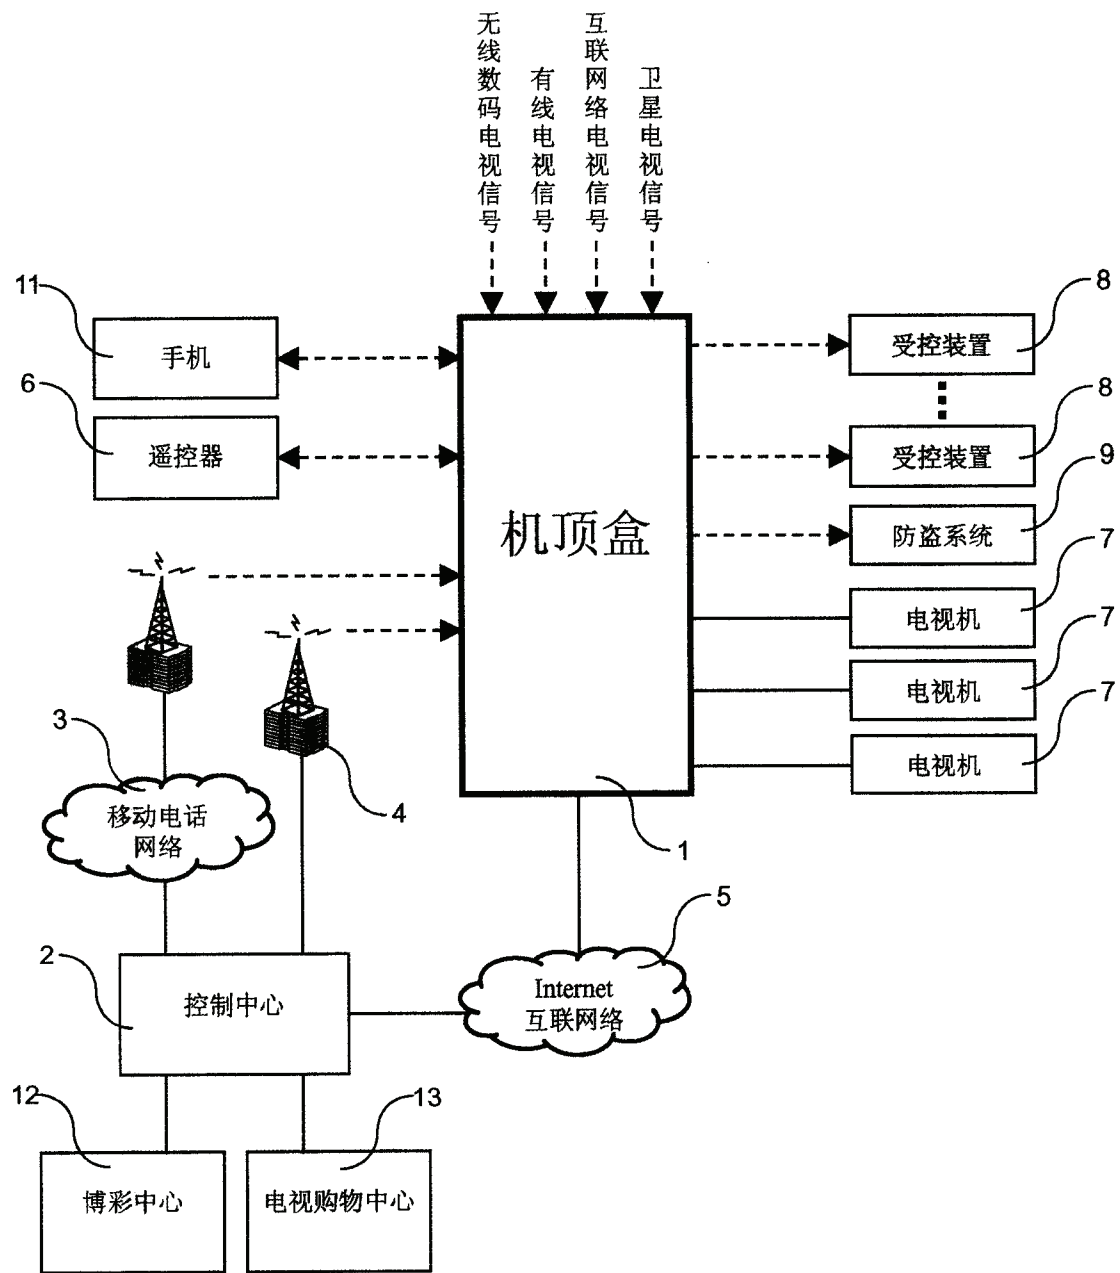 无线数码电视信号
有线电视信号
互联网络电视信号
卫星电视信号
11
手机
6
遥控器
机顶盒
8
受控装置
8
受控装置
9
防盗系统
7
电视机
7
电视机
7
电视机
3
移动电话
网络
4
1
5
Internet
互联网络
2
控制中心
12
博彩中心
13
电视购物中心